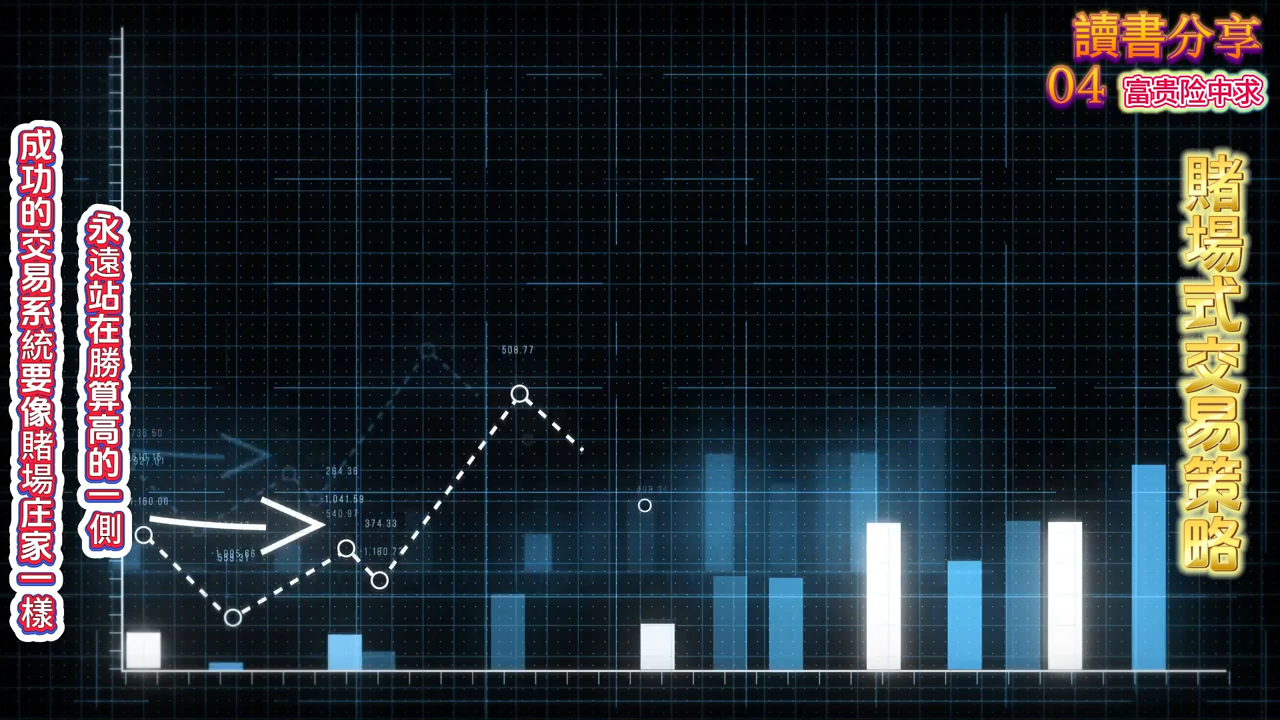 讀書分享
04 富贵险中求
賭場式交易策略
成功的交易系統要像賭場庄家一樣
永遠站在勝算高的一側
508.77
284.38
-1,041.59
-540.97
374.33